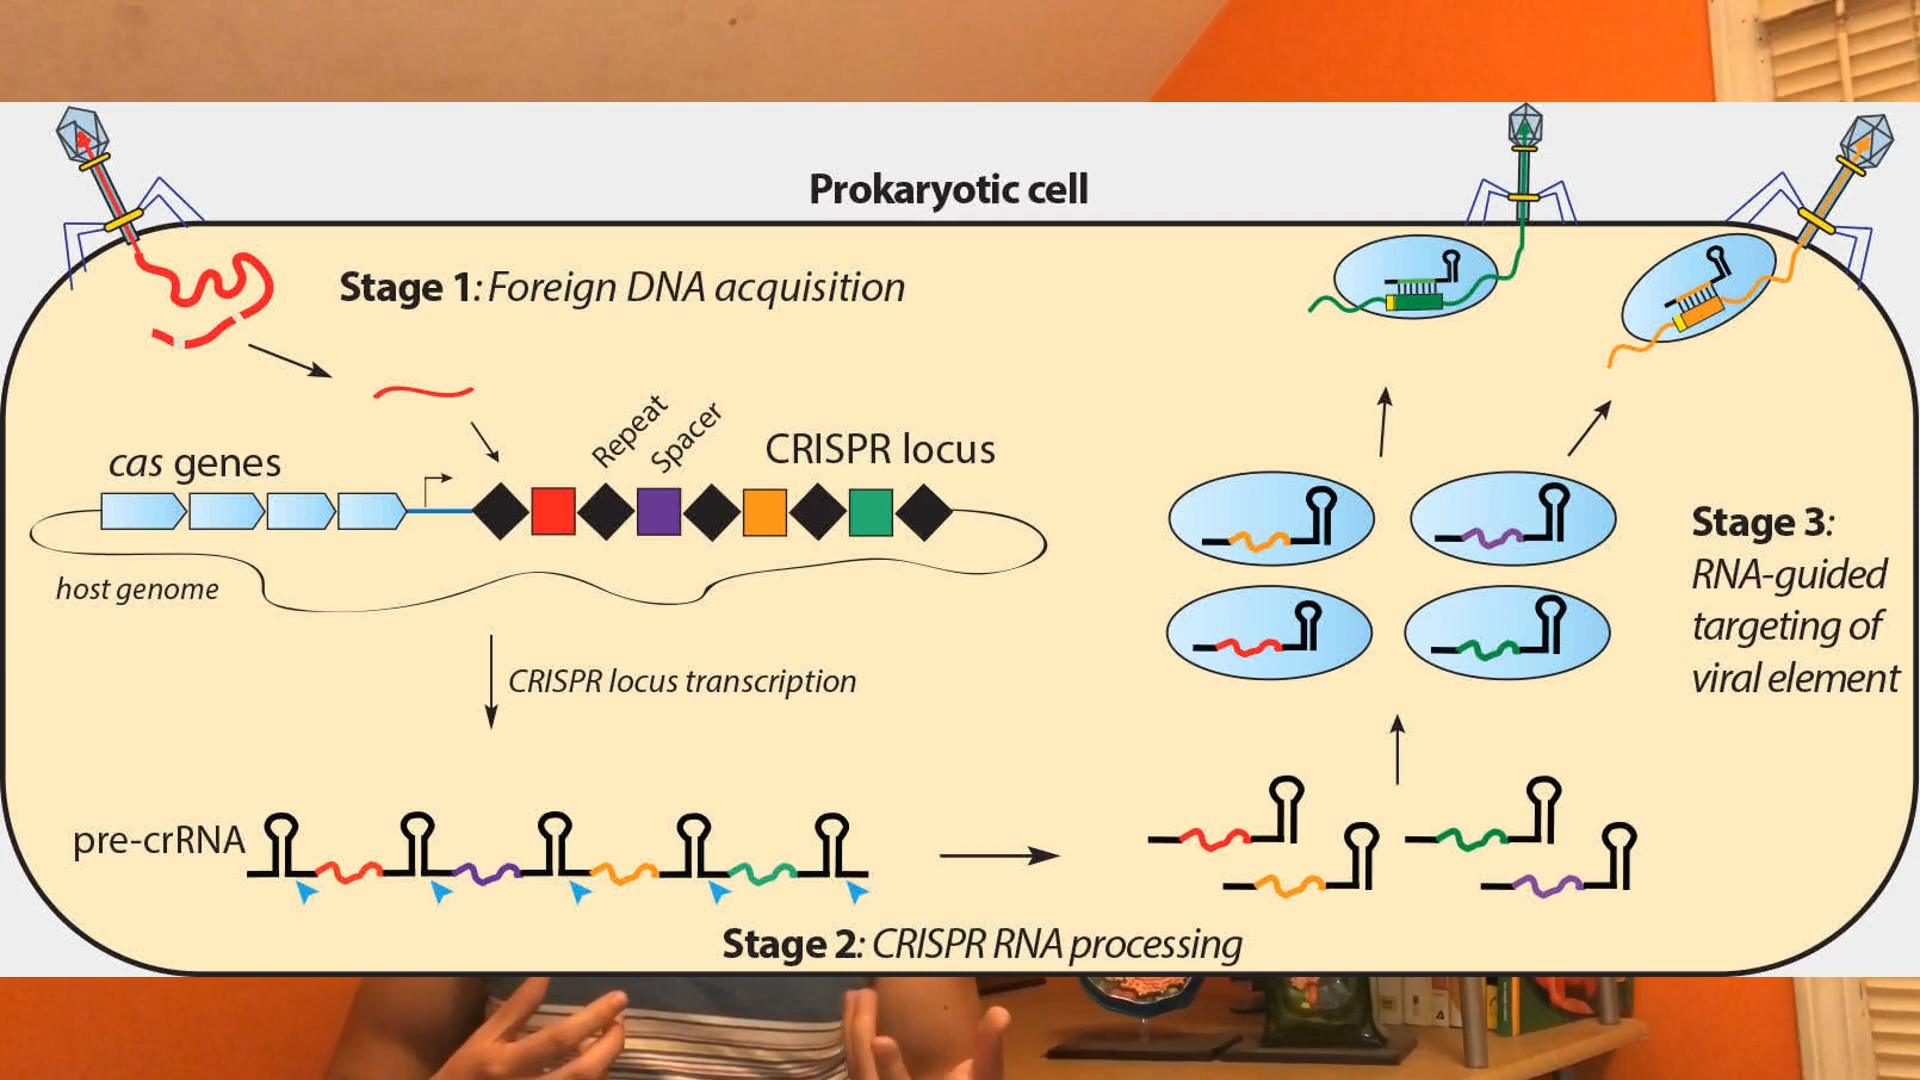 Prokaryotic cell
Stage 1: Foreign DNA acquisition
Repeat
Spacer
CRISPR locus
cas genes
host genome
CRISPR locus transcription
pre-crRNA
Stage 2: CRISPR RNA processing
Stage 3:
RNA-guided
targeting of
viral element